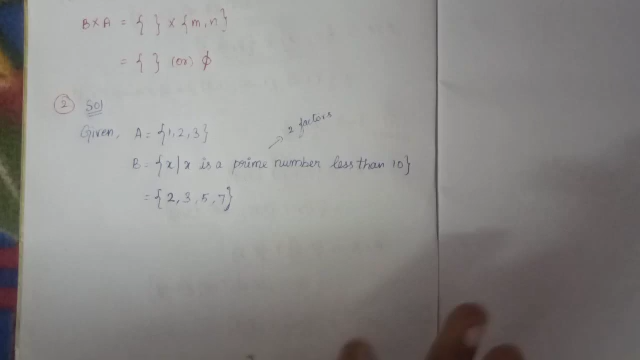 B×A = { } × {m,n}
= { } (or) ϕ
② Sol
Given, A = {1,2,3}
2 factors
B = {x/x is a prime number less than 10}
= {2,3,5,7}